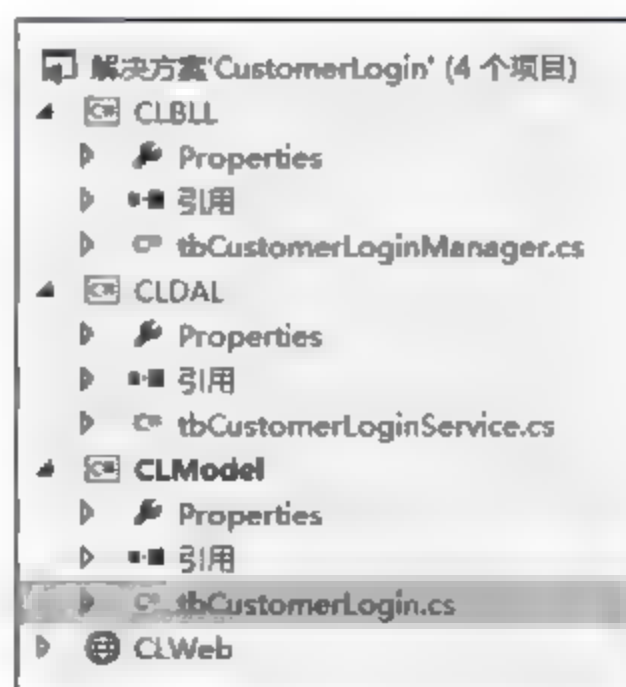 解决方案'CustomerLogin' (4 个项目)
CLBLL
Properties
引用
tbCustomerLoginManager.cs
CLDAL
Properties
引用
tbCustomerLoginService.cs
CLModel
Properties
引用
tbCustomerLogin.cs
CLWeb